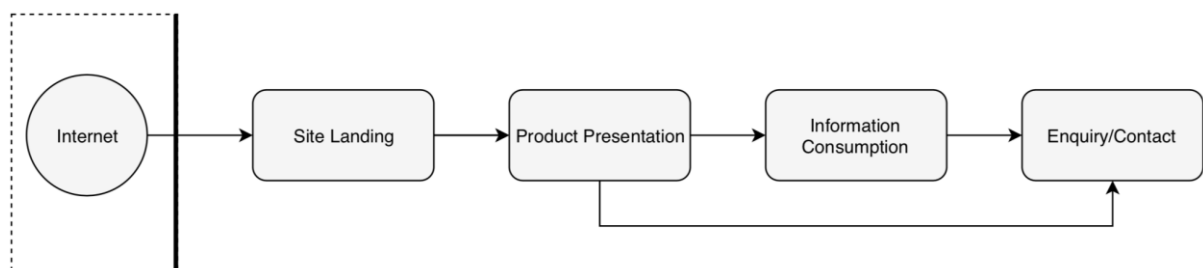 Internet
Site Landing
Product Presentation
Information
Consumption
Enquiry/Contact